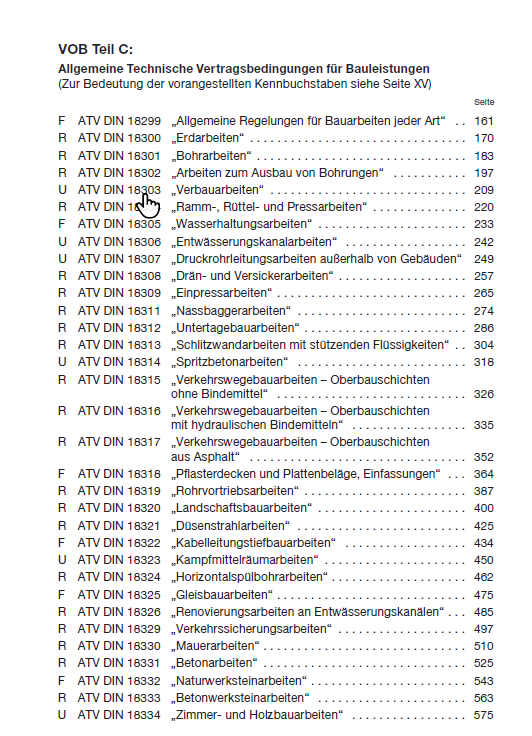 VOB Teil C:
Allgemeine Technische Vertragsbedingungen für Bauleistungen
(Zur Bedeutung der vorangestellten Kennbuchstaben siehe Seite XV)
Seite
F ATV DIN 18299 „Allgemeine Regelungen für Bauarbeiten jeder Art“ . . 161
R ATV DIN 18300 „Erdarbeiten“ . . . . . . . . . . . . . . . . . . . . . . . . . . . . . . 170
R ATV DIN 18301 „Bohrarbeiten“ . . . . . . . . . . . . . . . . . . . . . . . . . . . . . 183
R ATV DIN 18302 „Arbeiten zum Ausbau von Bohrungen“ . . . . . . . . . . 197
U ATV DIN 18303 „Verbauarbeiten“ . . . . . . . . . . . . . . . . . . . . . . . . . . . 209
R ATV DIN „Ramm-, Rüttel- und Pressarbeiten“ . . . . . . . . . . . . . 220
F ATV DIN 18305 „Wasserhaltungsarbeiten“ . . . . . . . . . . . . . . . . . . . 233
U ATV DIN 18306 „Entwässerungskanalarbeiten“ . . . . . . . . . . . . . . . . 242
U ATV DIN 18307 „Druckrohrleitungsarbeiten außerhalb von Gebäuden“ 249
R ATV DIN 18308 „Drän- und Versickerarbeiten“ . . . . . . . . . . . . . . . . . 257
R ATV DIN 18309 „Einpressarbeiten“ . . . . . . . . . . . . . . . . . . . . . . . . . . 265
R ATV DIN 18311 „Nassbaggerarbeiten“ . . . . . . . . . . . . . . . . . . . . . . . 274
R ATV DIN 18312 „Untertagebauarbeiten“ . . . . . . . . . . . . . . . . . . . . . . 286
R ATV DIN 18313 „Schlitzwandarbeiten mit stützenden Flüssigkeiten“ . . 304
U ATV DIN 18314 „Spritzbetonarbeiten“ . . . . . . . . . . . . . . . . . . . . . . . 318
R ATV DIN 18315 „Verkehrswegebauarbeiten – Oberbauschichten
ohne Bindemittel“ . . . . . . . . . . . . . . . . . . . . . . . . . . 326
R ATV DIN 18316 „Verkehrswegebauarbeiten – Oberbauschichten
mit hydraulischen Bindemitteln“ . . . . . . . . . . . . . . . 335
R ATV DIN 18317 „Verkehrswegebauarbeiten – Oberbauschichten
aus Asphalt“ . . . . . . . . . . . . . . . . . . . . . . . . . . . . . . 352
F ATV DIN 18318 „Pflasterdecken und Plattenbeläge, Einfassungen“ . . . 364
R ATV DIN 18319 „Rohrvortriebsarbeiten“ . . . . . . . . . . . . . . . . . . . . . . 387
R ATV DIN 18320 „Landschaftsbauarbeiten“ . . . . . . . . . . . . . . . . . . . . 400
R ATV DIN 18321 „Düsenstrahlarbeiten“ . . . . . . . . . . . . . . . . . . . . . . . 425
F ATV DIN 18322 „Kabelleitungstiefbauarbeiten“ . . . . . . . . . . . . . . . . 434
U ATV DIN 18323 „Kampfmittelräumarbeiten“ . . . . . . . . . . . . . . . . . . . 450
R ATV DIN 18324 „Horizontalspülbohrarbeiten“ . . . . . . . . . . . . . . . . . . 462
F ATV DIN 18325 „Gleisbauarbeiten“ . . . . . . . . . . . . . . . . . . . . . . . . . . 475
R ATV DIN 18326 „Renovierungsarbeiten an Entwässerungskanälen“ . . . 485
R ATV DIN 18329 „Verkehrssicherungsarbeiten“ . . . . . . . . . . . . . . . . . 497
R ATV DIN 18330 „Mauerarbeiten“ . . . . . . . . . . . . . . . . . . . . . . . . . . . . 510
R ATV DIN 18331 „Betonarbeiten“ . . . . . . . . . . . . . . . . . . . . . . . . . . . . 525
F ATV DIN 18332 „Naturwerksteinarbeiten“ . . . . . . . . . . . . . . . . . . . . . 543
R ATV DIN 18333 „Betonwerksteinarbeiten“ . . . . . . . . . . . . . . . . . . . . 563
U ATV DIN 18334 „Zimmer- und Holzbauarbeiten“ . . . . . . . . . . . . . . . . 575